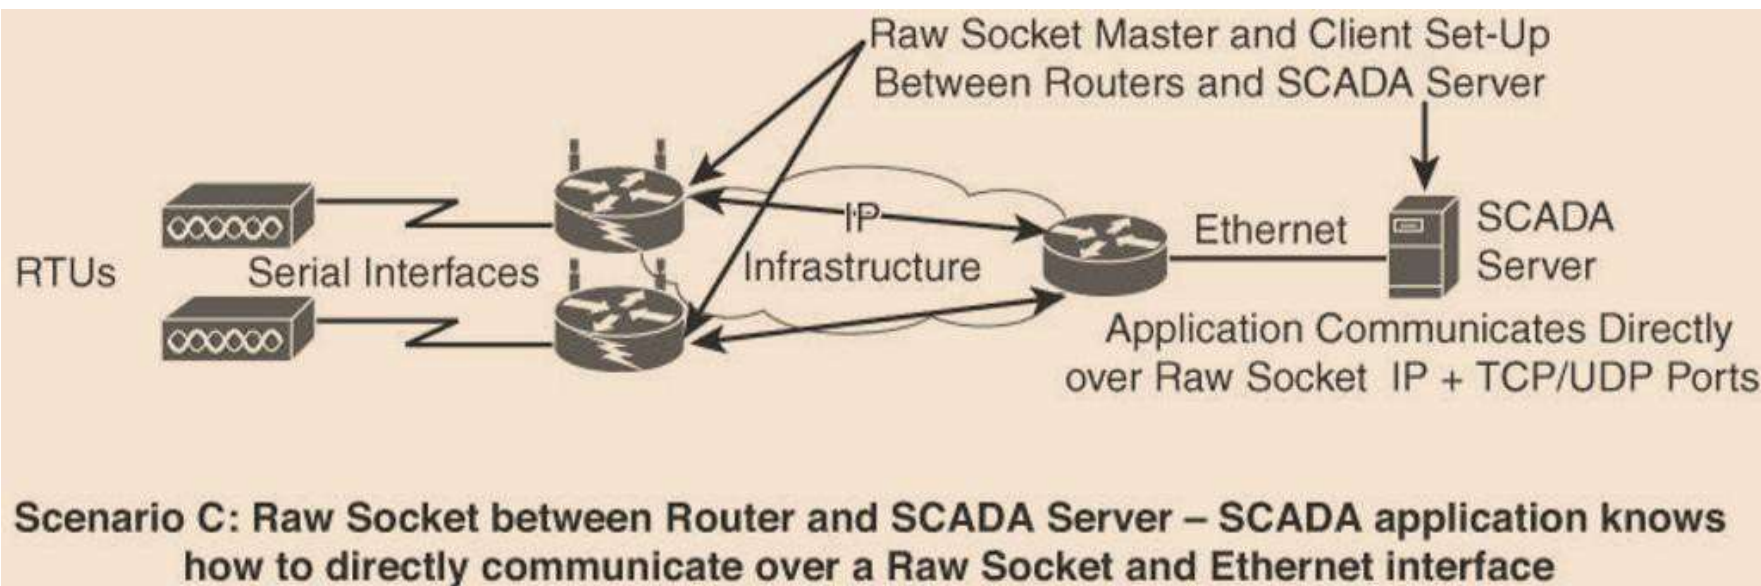 Raw Socket Master and Client Set-Up
Between Routers and SCADA Server
RTUs
Serial Interfaces
IP
Infrastructure
Ethernet
SCADA
Server
Application Communicates Directly
over Raw Socket IP + TCP/UDP Ports
Scenario C: Raw Socket between Router and SCADA Server – SCADA application knows
how to directly communicate over a Raw Socket and Ethernet interface